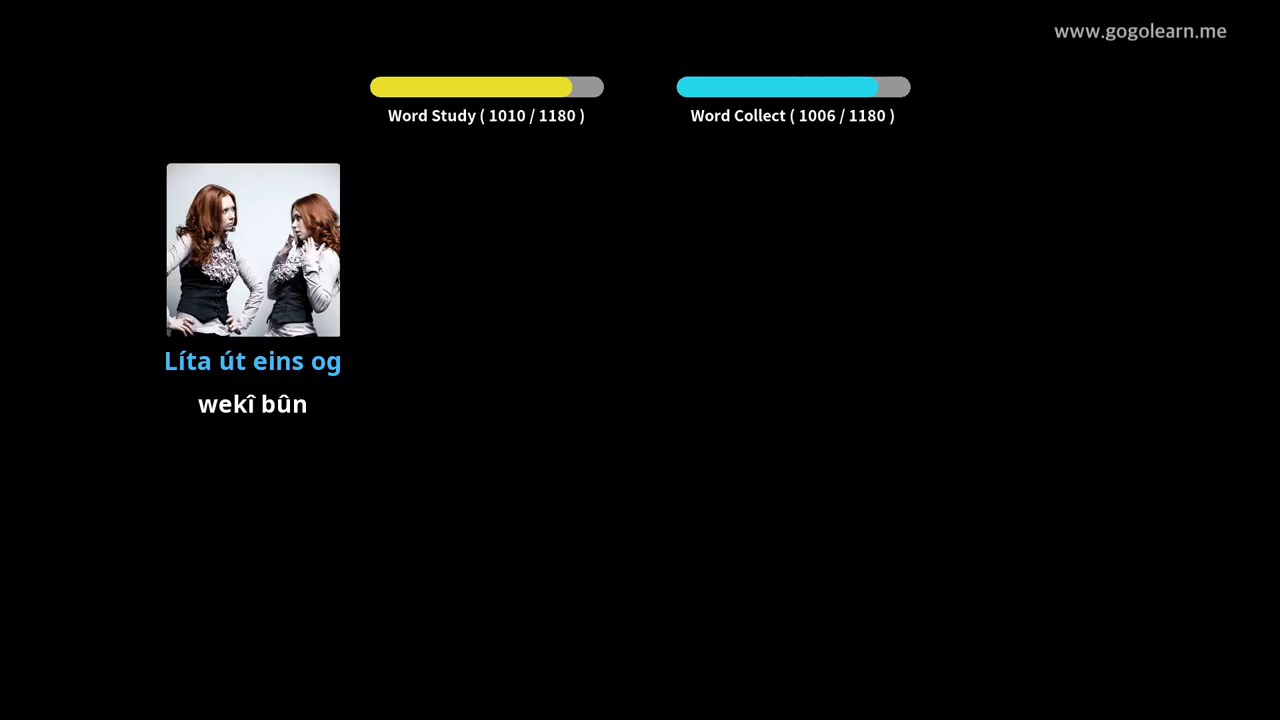 www.gogolearn.me
Word Study ( 1010 / 1180 )
Word Collect ( 1006 / 1180 )
Líta út eins og
wekî bûn